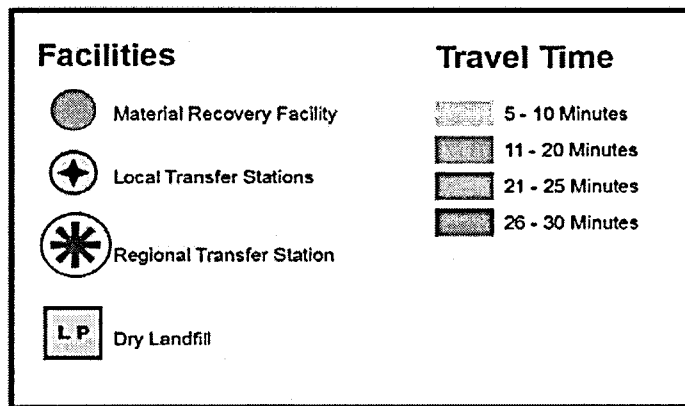 Facilities
Material Recovery Facility
Local Transfer Stations
Regional Transfer Station
L P
Dry Landfill
Travel Time
5 - 10 Minutes
11 - 20 Minutes
21 - 25 Minutes
26 - 30 Minutes